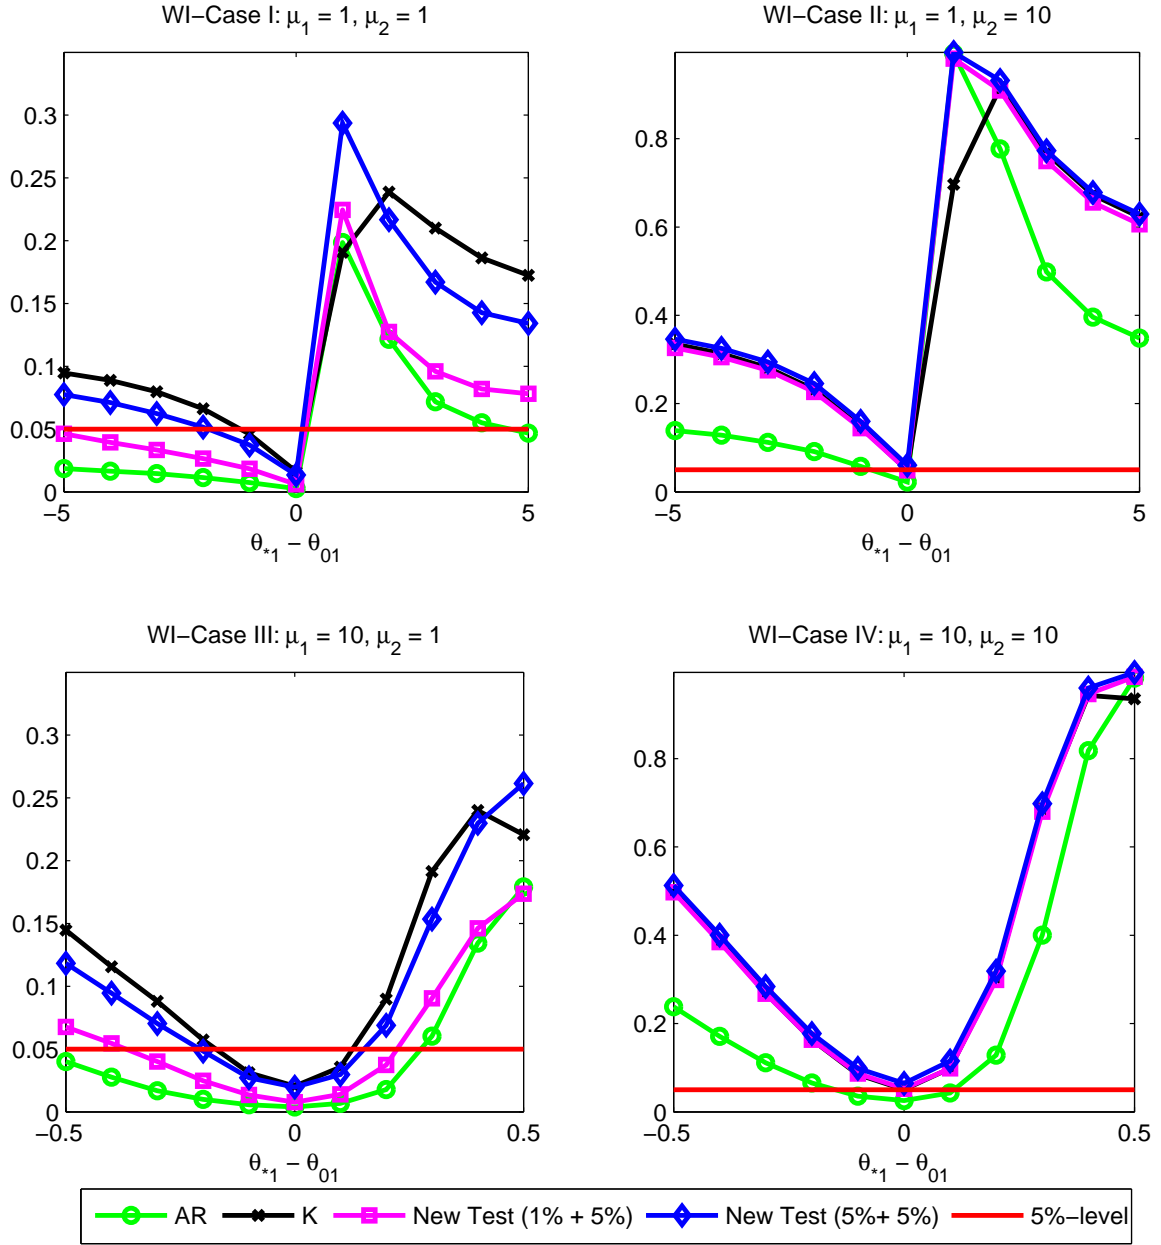 WI−Case I: μ1 = 1, μ2 = 1
0.3
0.25
0.2
0.15
0.1
0.05
0
−5
0
5
θ*1 − θ01
WI−Case II: μ1 = 1, μ2 = 10
0.8
0.6
0.4
0.2
0
−5
0
5
θ*1 − θ01
WI−Case III: μ1 = 10, μ2 = 1
0.3
0.25
0.2
0.15
0.1
0.05
0
−0.5
0
0.5
θ*1 − θ01
WI−Case IV: μ1 = 10, μ2 = 10
0.8
0.6
0.4
0.2
0
−0.5
0
0.5
θ*1 − θ01
AR
K
New Test (1% + 5%)
New Test (5%+ 5%)
5%−level